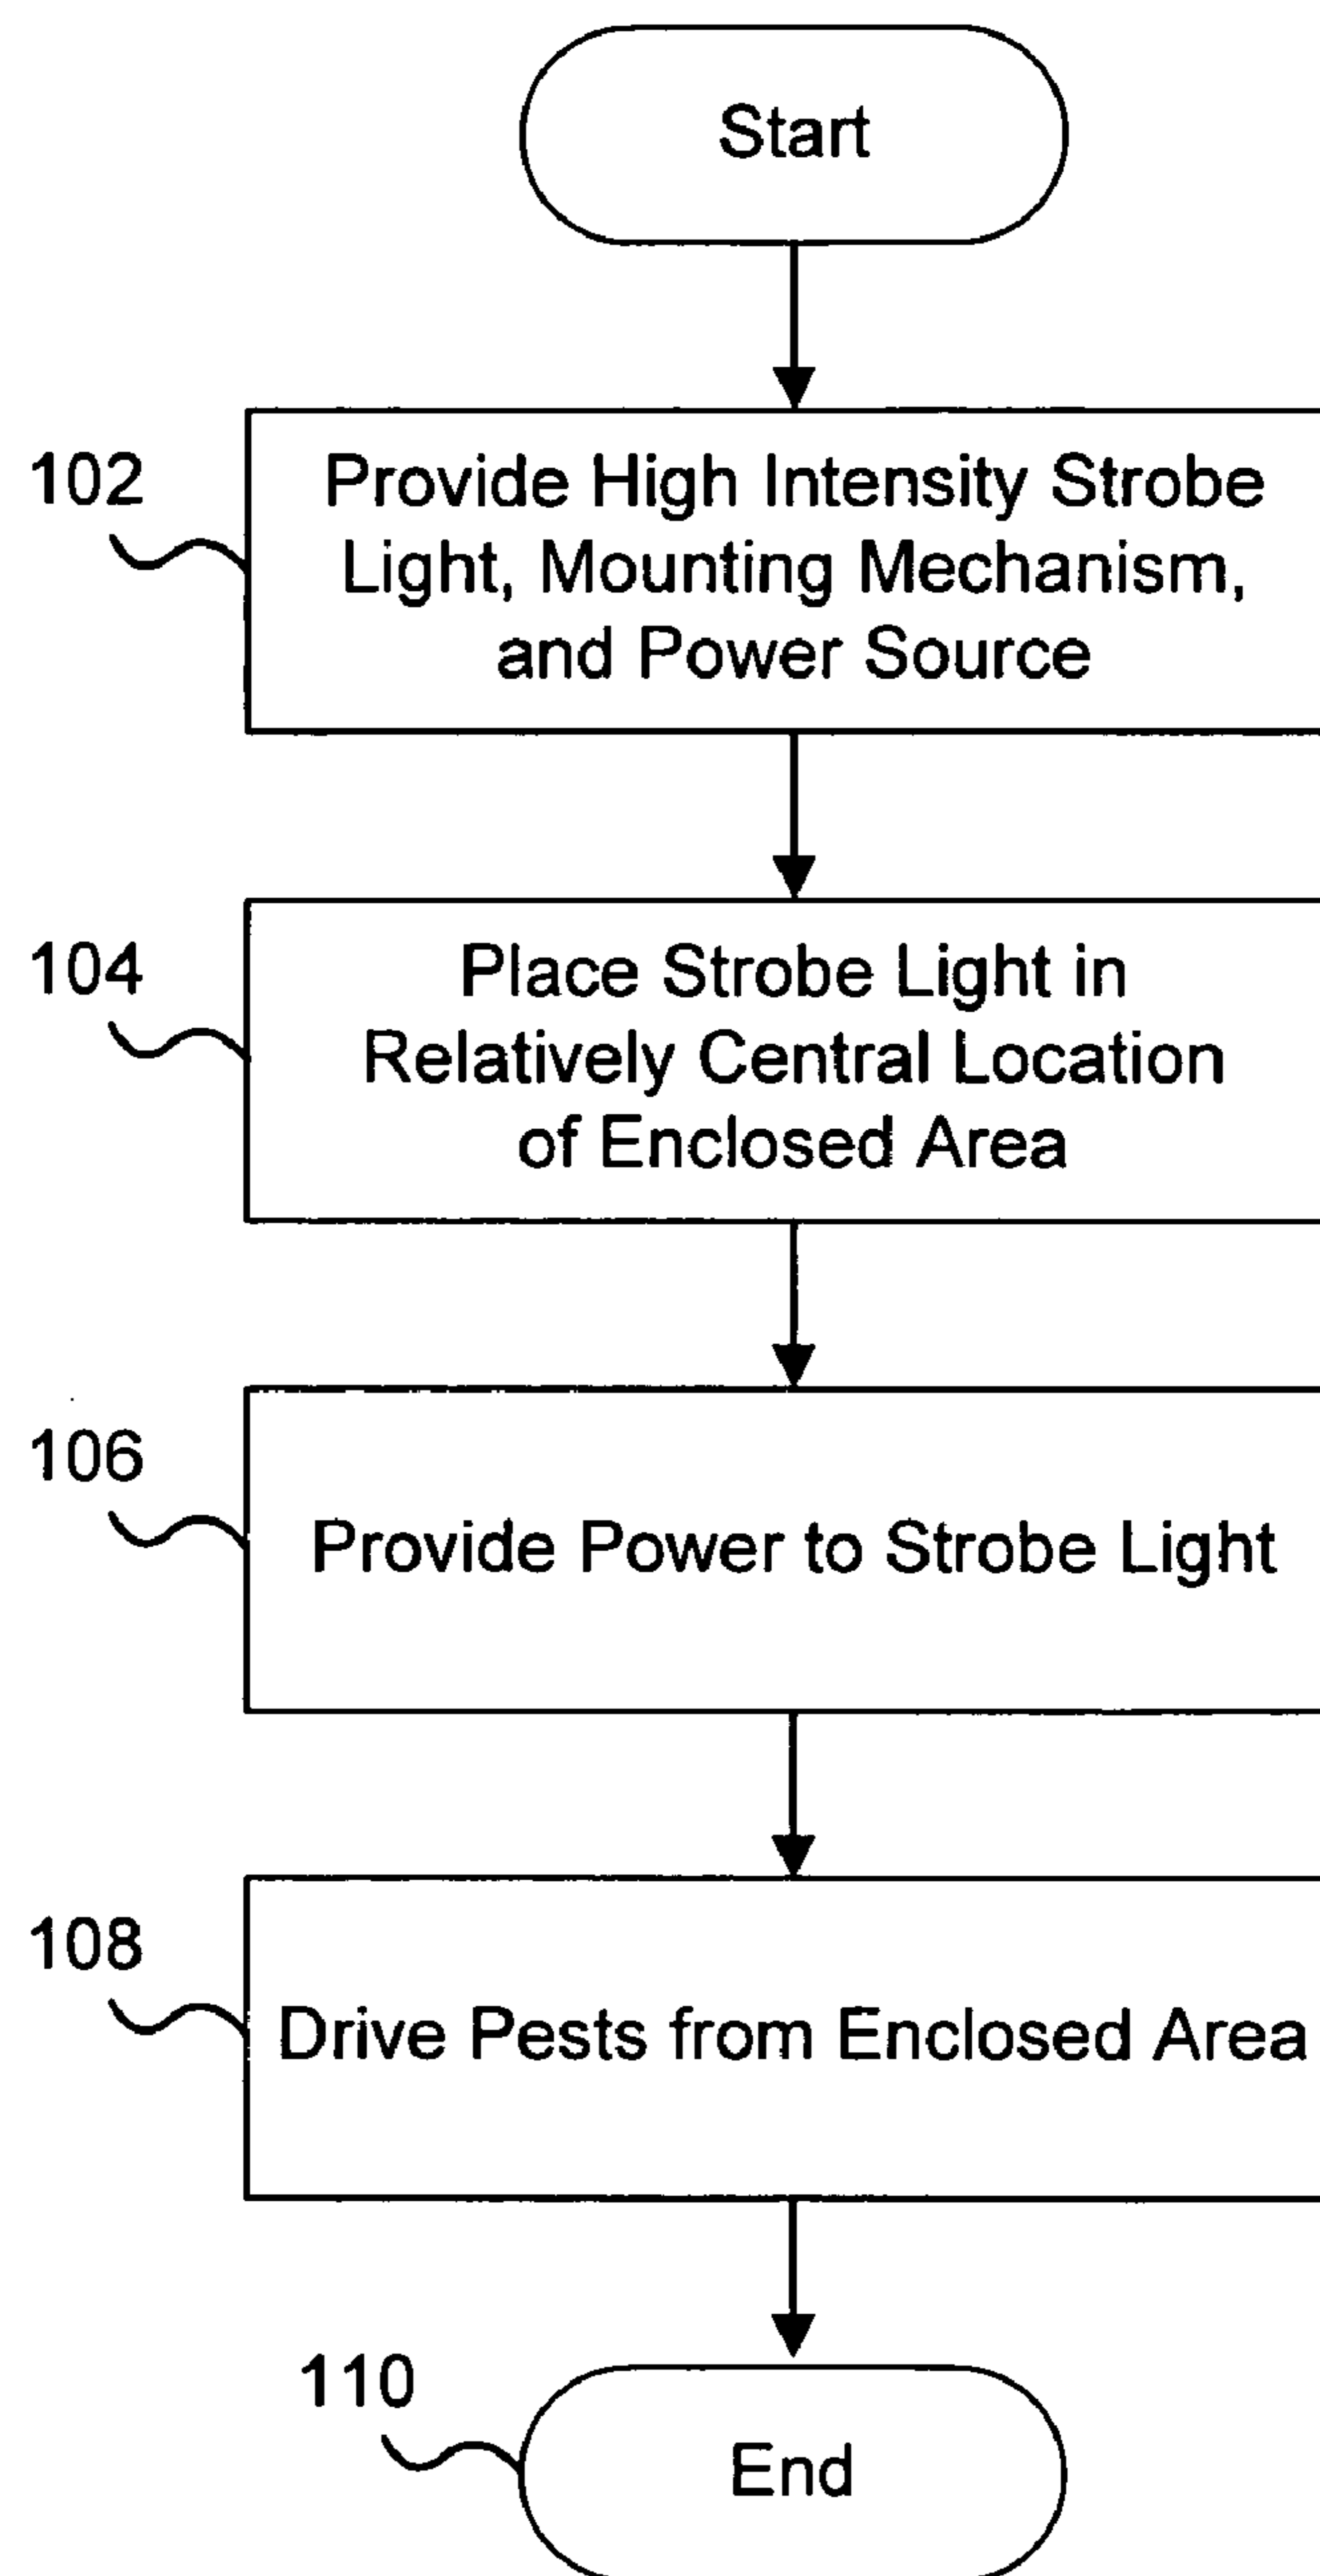 Start
102
Provide High Intensity Strobe
Light, Mounting Mechanism,
and Power Source
104
Place Strobe Light in
Relatively Central Location
of Enclosed Area
106
Provide Power to Strobe Light
108
Drive Pests from Enclosed Area
110
End